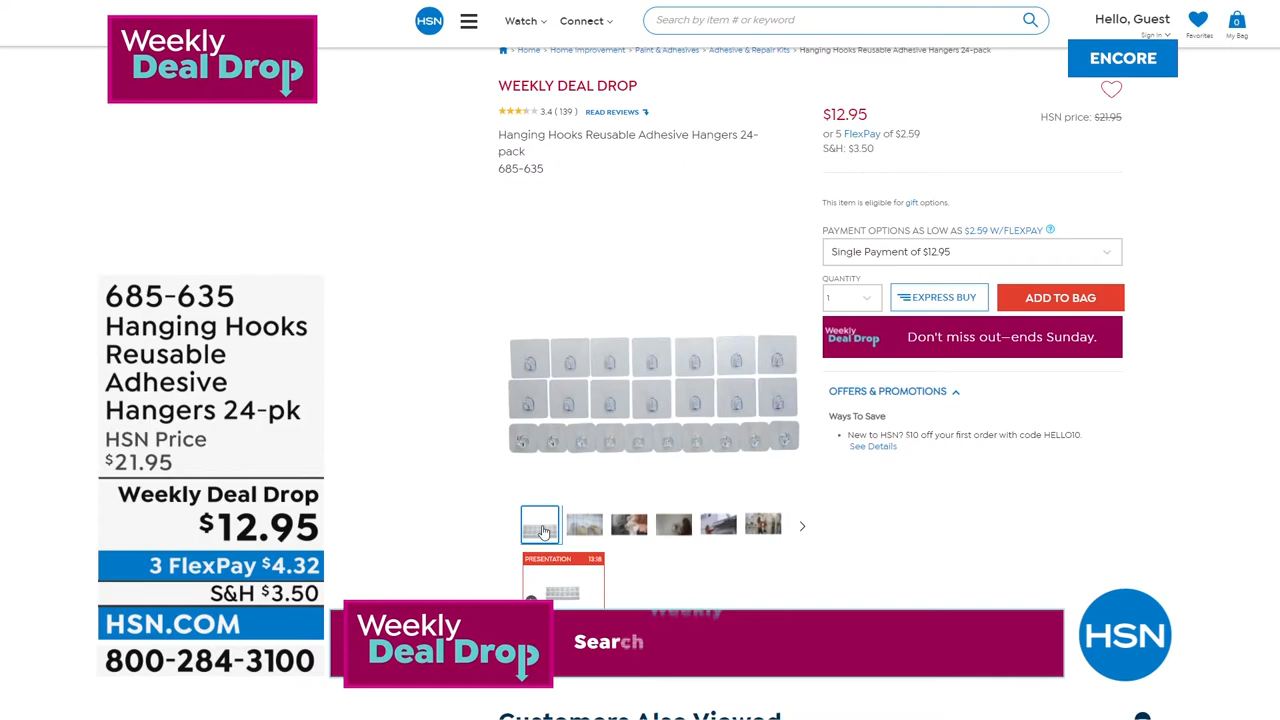 Weekly
Deal Drop
HSN
Watch
Connect
Search by item # or keyword
Hello, Guest
Sign in
Favorites
0
My Bag
ENCORE
Home > Home Improvement > Paint & Adhesives > Adhesive & Repair Kits > Hanging Hooks Reusable Adhesive Hangers 24-pack
WEEKLY DEAL DROP
3.4 ( 139 ) READ REVIEWS
Hanging Hooks Reusable Adhesive Hangers 24-
pack
685-635
$12.95
HSN price: $21.95
or 5 FlexPay of $2.59
S&H: $3.50
This item is eligible for gift options.
PAYMENT OPTIONS AS LOW AS $2.59 W/FLEXPAY
Single Payment of $12.95
QUANTITY
1
EXPRESS BUY
ADD TO BAG
Weekly
Deal Drop
Don't miss out—ends Sunday.
OFFERS & PROMOTIONS
Ways To Save
• New to HSN? $10 off your first order with code HELLO10.
See Details
PRESENTATION 13:18
685-635
Hanging Hooks
Reusable
Adhesive
Hangers 24-pk
HSN Price
$21.95
Weekly Deal Drop
$12.95
3 FlexPay $4.32
S&H $3.50
HSN.COM
800-284-3100
Weekly
Deal Drop
Weekly
Search
HSN
Customers Also Viewed